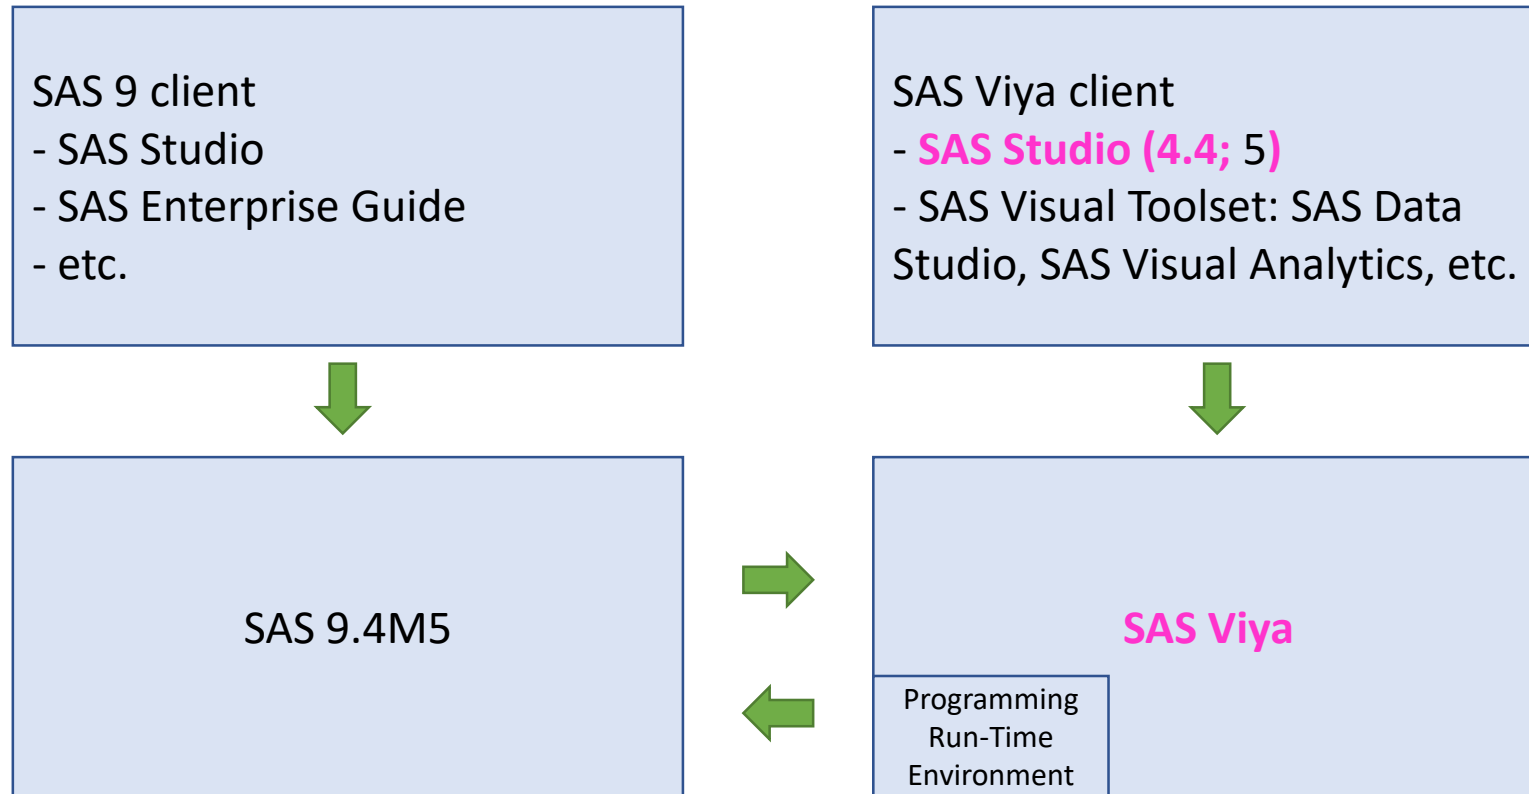 SAS 9 client
- SAS Studio
- SAS Enterprise Guide
- etc.
SAS Viya client
- SAS Studio (4.4; 5)
- SAS Visual Toolset: SAS Data
Studio, SAS Visual Analytics, etc.
SAS 9.4M5
SAS Viya
Programming
Run-Time
Environment